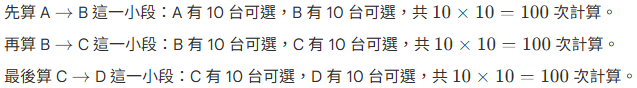 先算 A → B 這一小段：A 有 10 台可選，B 有 10 台可選，共 10 × 10 = 100 次計算。
再算 B → C 這一小段：B 有 10 台可選，C 有 10 台可選，共 10 × 10 = 100 次計算。
最後算 C → D 這一小段：C 有 10 台可選，D 有 10 台可選，共 10 × 10 = 100 次計算。